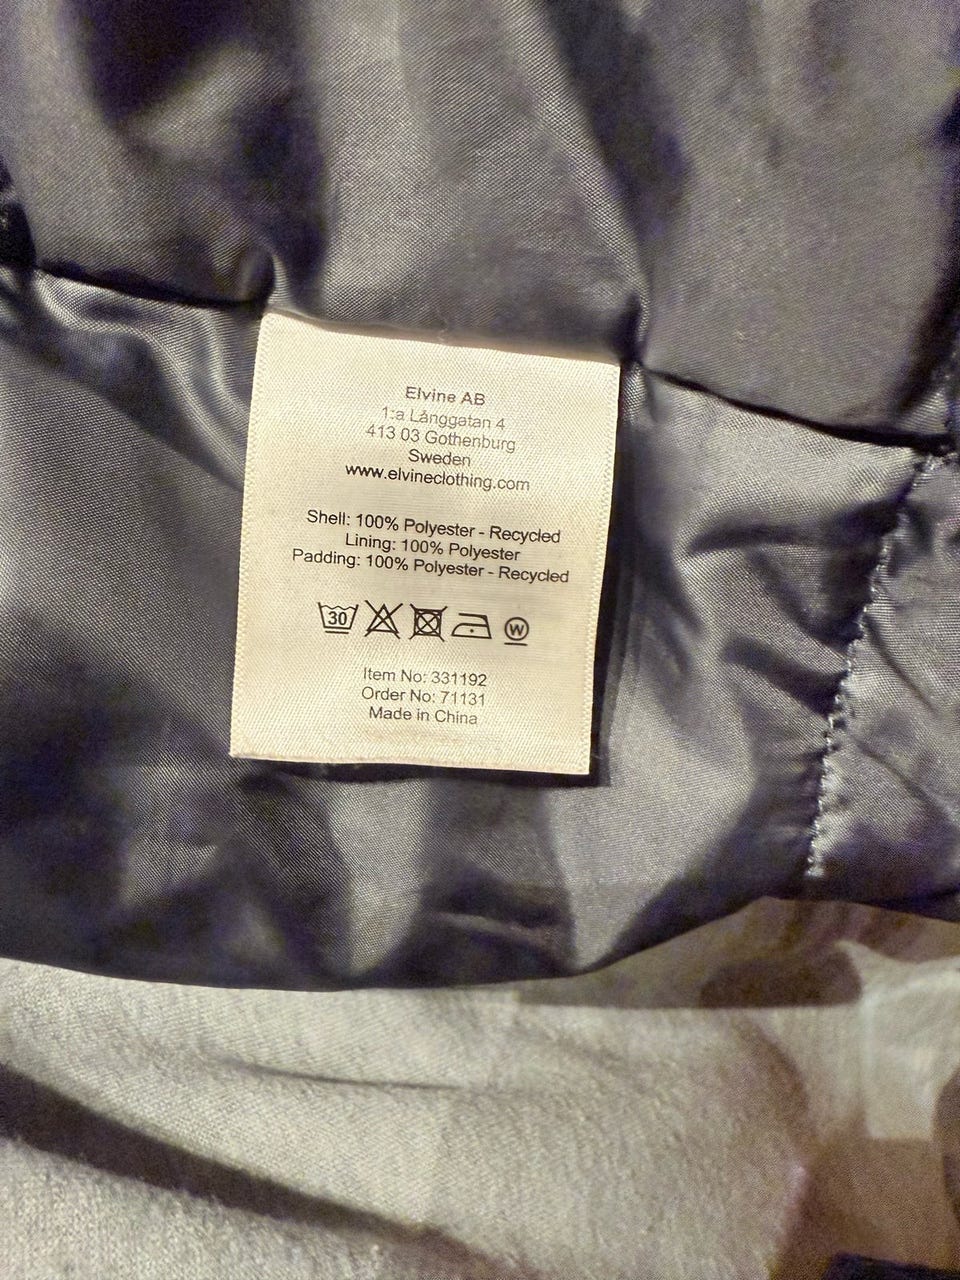 Elvine AB
1:a Långgatan 4
413 03 Gothenburg
Sweden
www.elvineclothing.com
Shell: 100% Polyester - Recycled
Lining: 100% Polyester
Padding: 100% Polyester - Recycled
30 W
Item No: 331192
Order No: 71131
Made in China